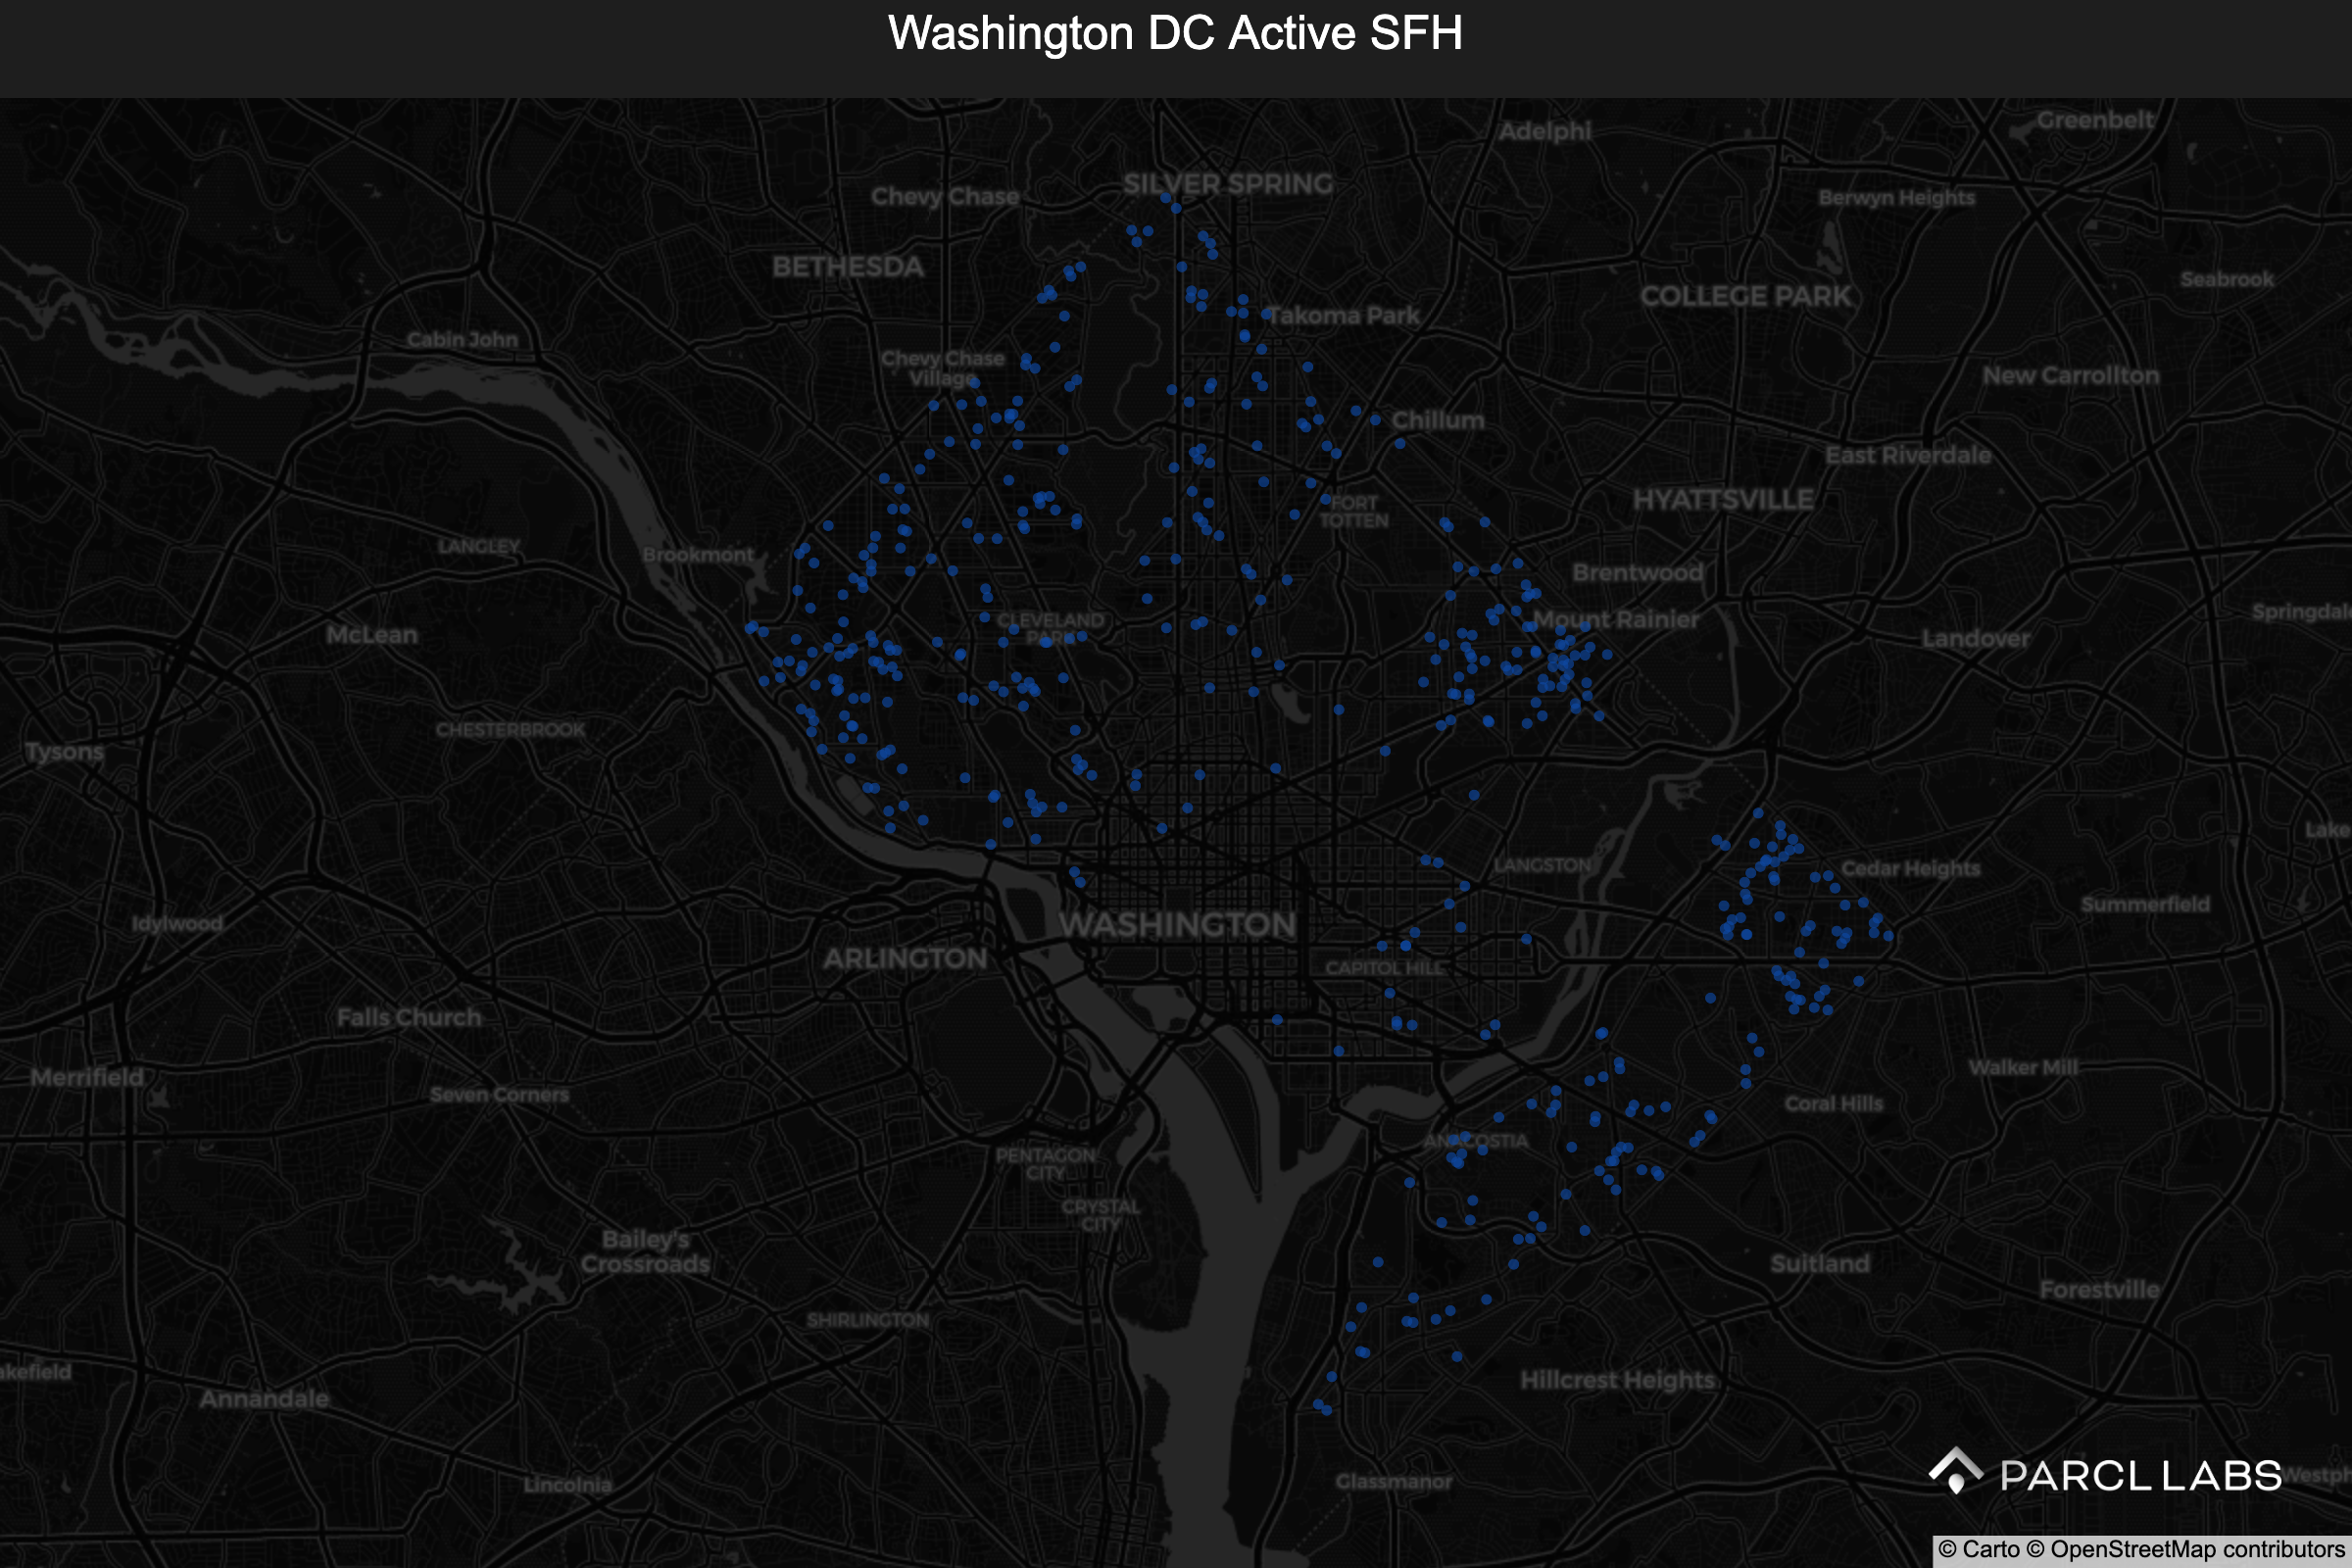 Washington DC Active SFH
Adelphi
Greenbelt
SILVER SPRING
Chevy Chase
Berwyn Heights
BETHESDA
Seabrook
COLLEGE PARK
Takoma Park
Cabin John
Chevy Chase
Village
New Carrollton
Chillum
East Riverdale
HYATTSVILLE
FORT
TOTTEN
LANGLEY
Brookmont
Brentwood
Springdale
CLEVELAND
PARK
Mount Rainier
McLean
Landover
CHESTERBROOK
Tysons
Lake
LANGSTON
Cedar Heights
Summerfield
Idylwood
WASHINGTON
ARLINGTON
CAPITOL HILL
Falls Church
Walker Mill
Merrifield
Seven Corners
Coral Hills
ANACOSTIA
PENTAGON
CITY
CRYSTAL
CITY
Bailey's
Crossroads
Suitland
Forestville
SHIRLINGTON
akefield
Hillcrest Heights
Annandale
Lincolnia
Glassmanor
PARCL LABS
Westph
© Carto © OpenStreetMap contributors